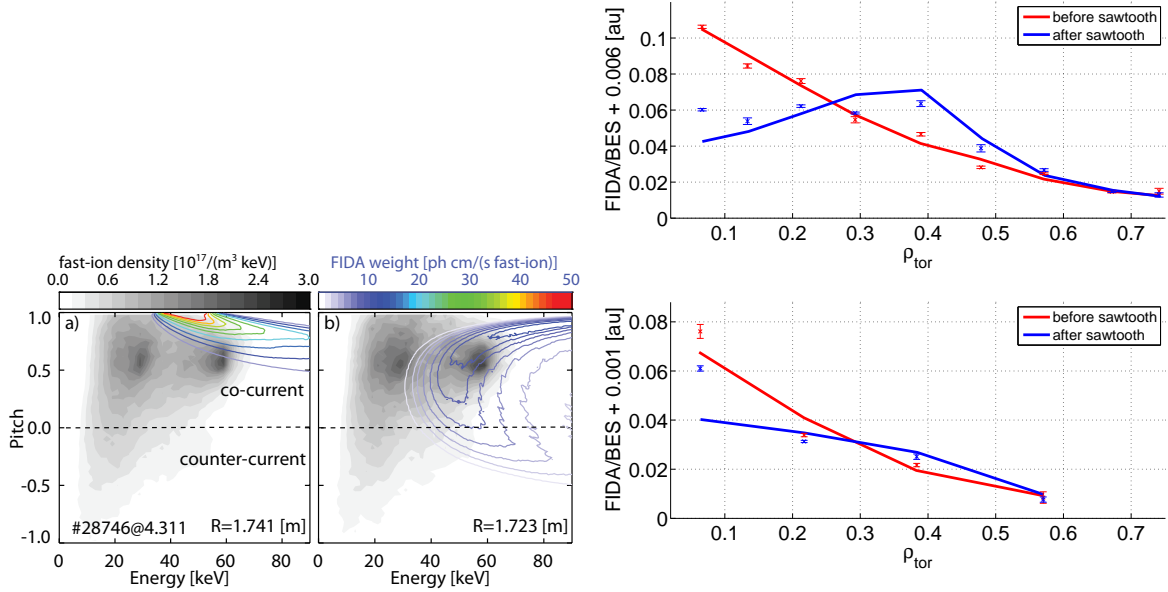 before sawtooth
after sawtooth
FIDA/BES + 0.006 [au]
0.1
0.08
0.06
0.04
0.02
0
0.1 0.2 0.3 0.4 0.5 0.6 0.7
ρtor
fast-ion density [10^17/(m^3 keV)]
0.0 0.6 1.2 1.8 2.4 3.0
FIDA weight [ph cm/(s fast-ion)]
10 20 30 40 50
a)
b)
Pitch
1.0
0.5
0.0
-0.5
-1.0
co-current
counter-current
#28746@4.311
R=1.741 [m]
R=1.723 [m]
0 20 40 60 80
Energy [keV]
0 20 40 60 80
Energy [keV]
before sawtooth
after sawtooth
FIDA/BES + 0.001 [au]
0.08
0.06
0.04
0.02
0
0.1 0.2 0.3 0.4 0.5 0.6 0.7
ρtor